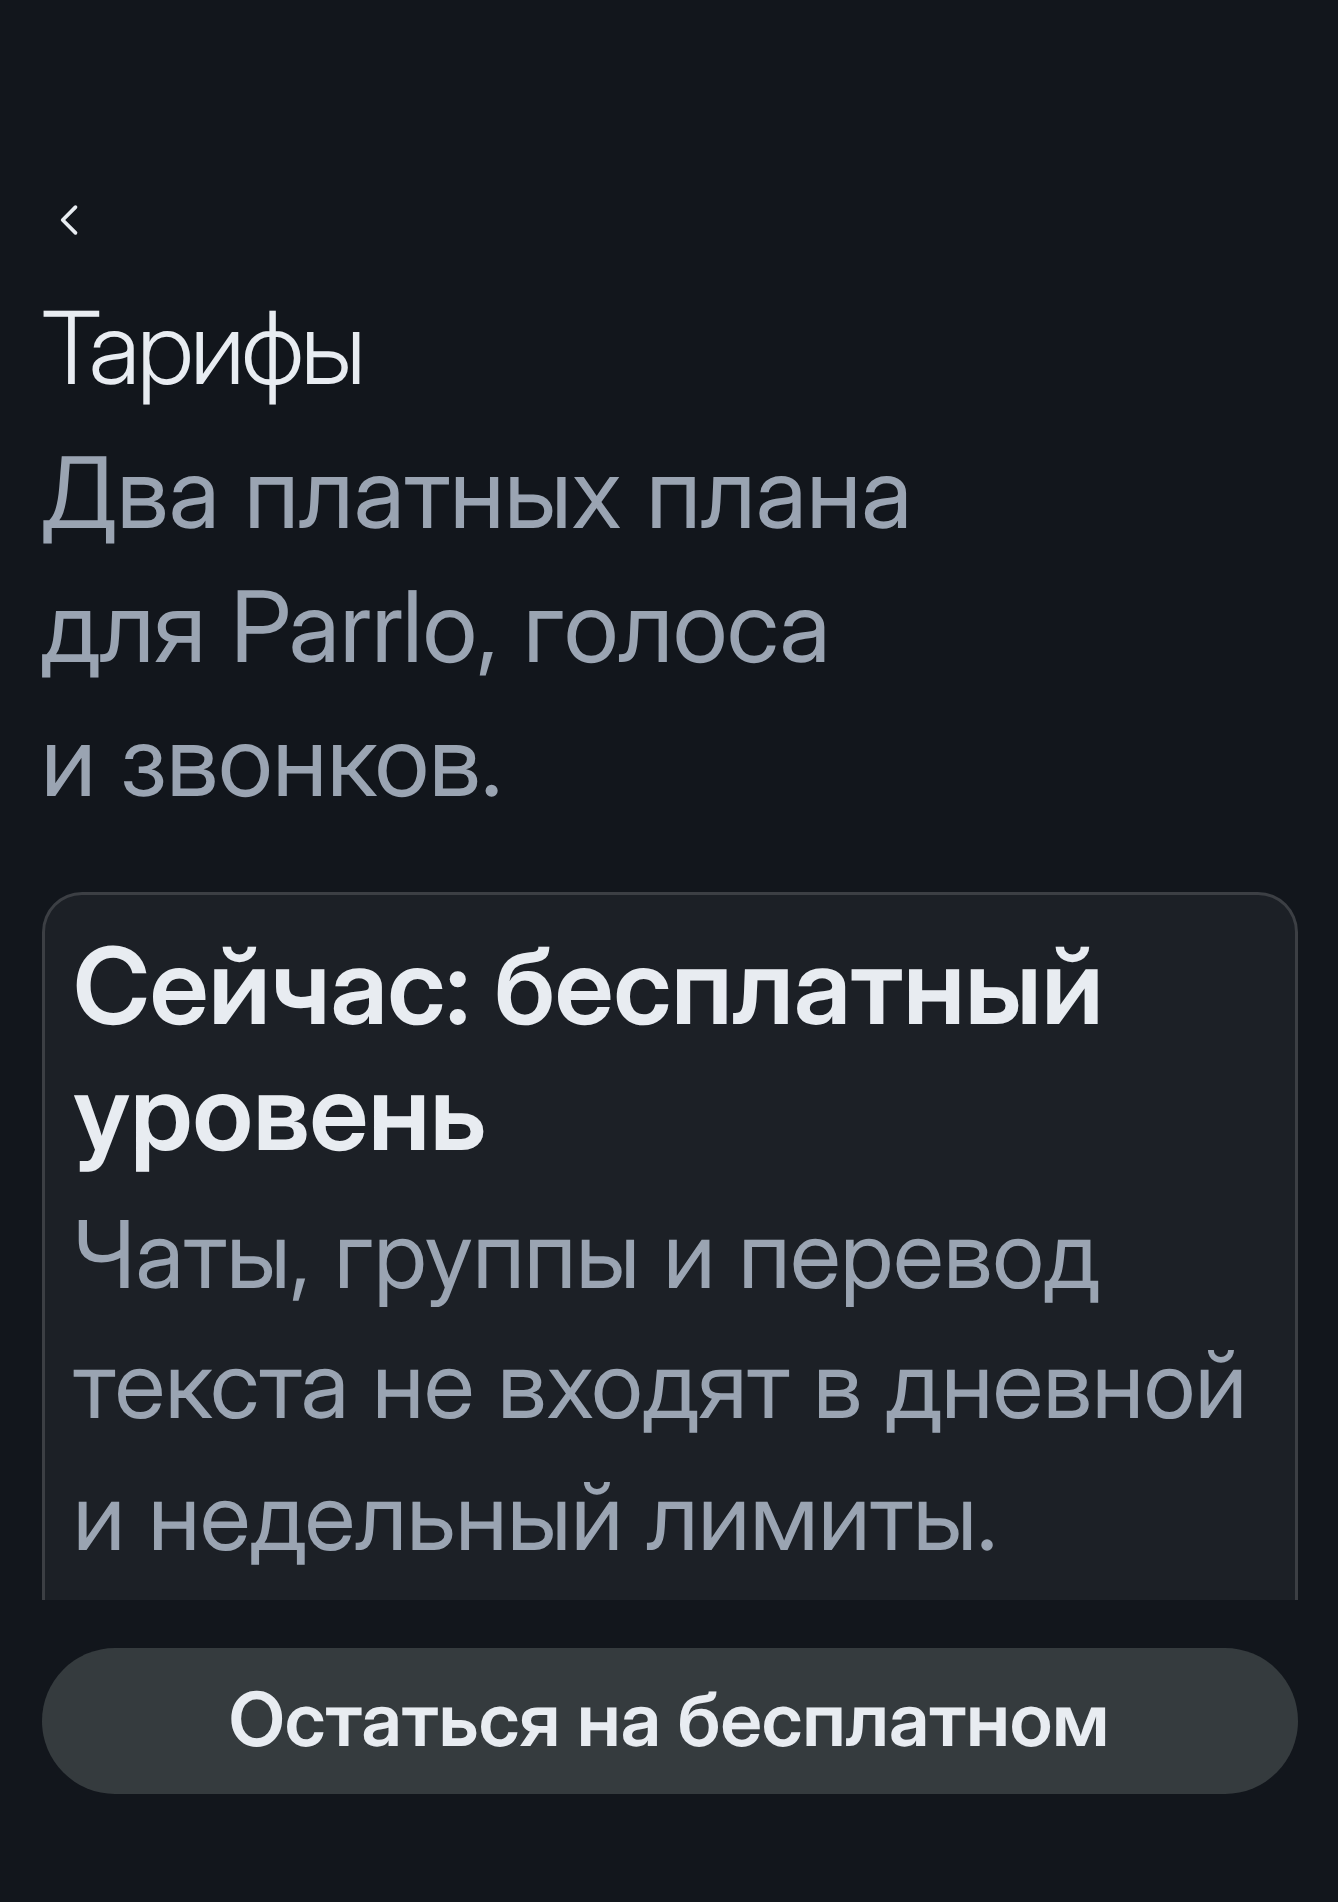 Тарифы
Два платных плана
для Parrlo, голоса
и звонков.
Сейчас: бесплатный
уровень
Чаты, группы и перевод
текста не входят в дневной
и недельный лимиты.
Остаться на бесплатном